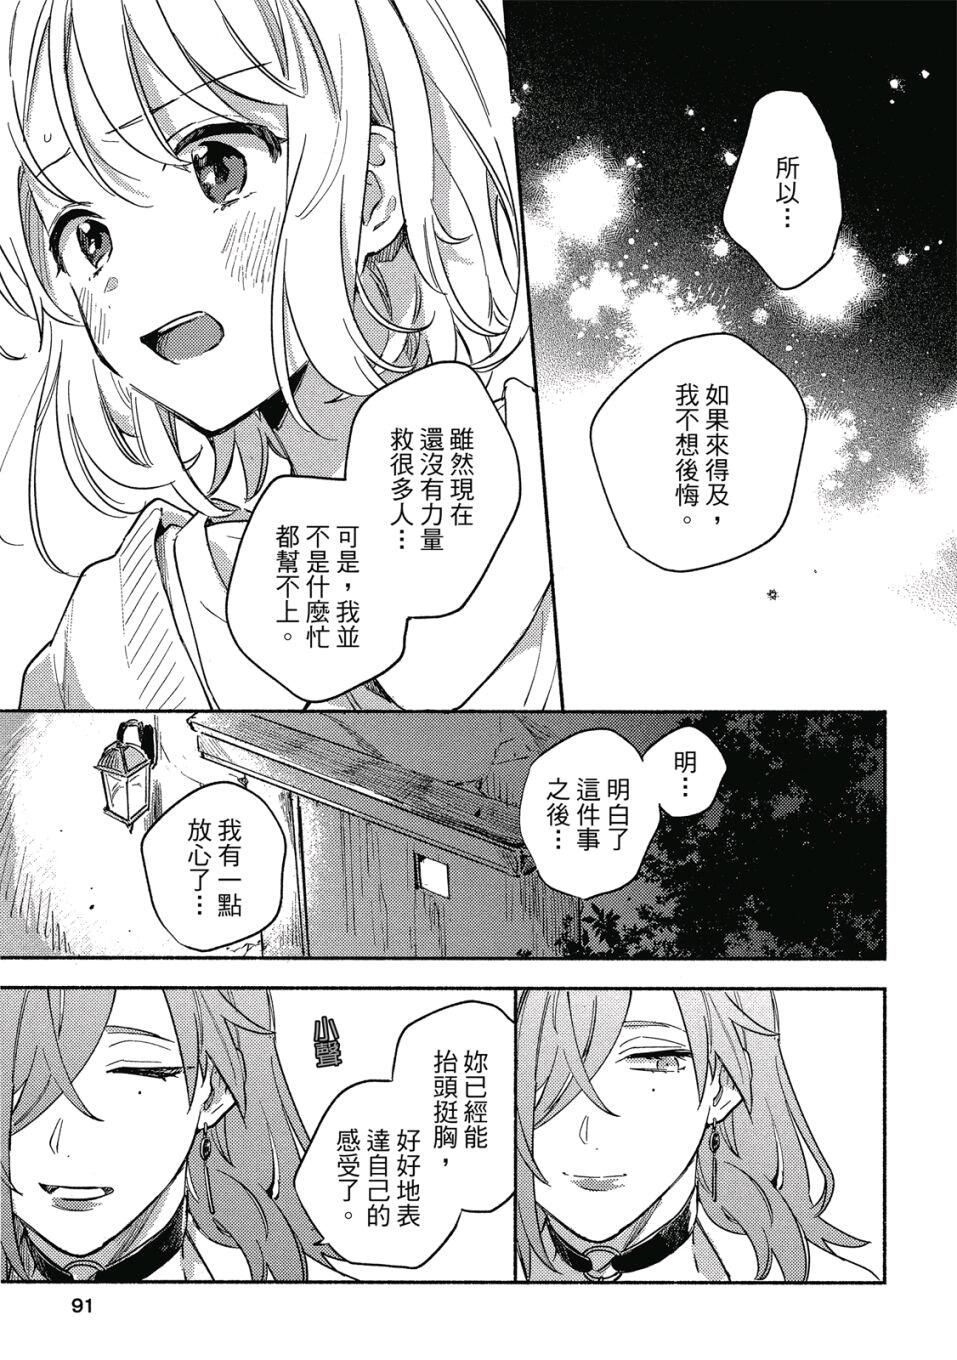 所以…
如果來得及，
我不想後悔。
雖然現在
還沒有力量
救很多人…
可是，我並
不是什麼忙
都幫不上。
明…
明白了
這件事
之後…
我有一點
放心了…
妳已經能
抬頭挺胸，
好好地表
達自己的
感受了。
小聲
91